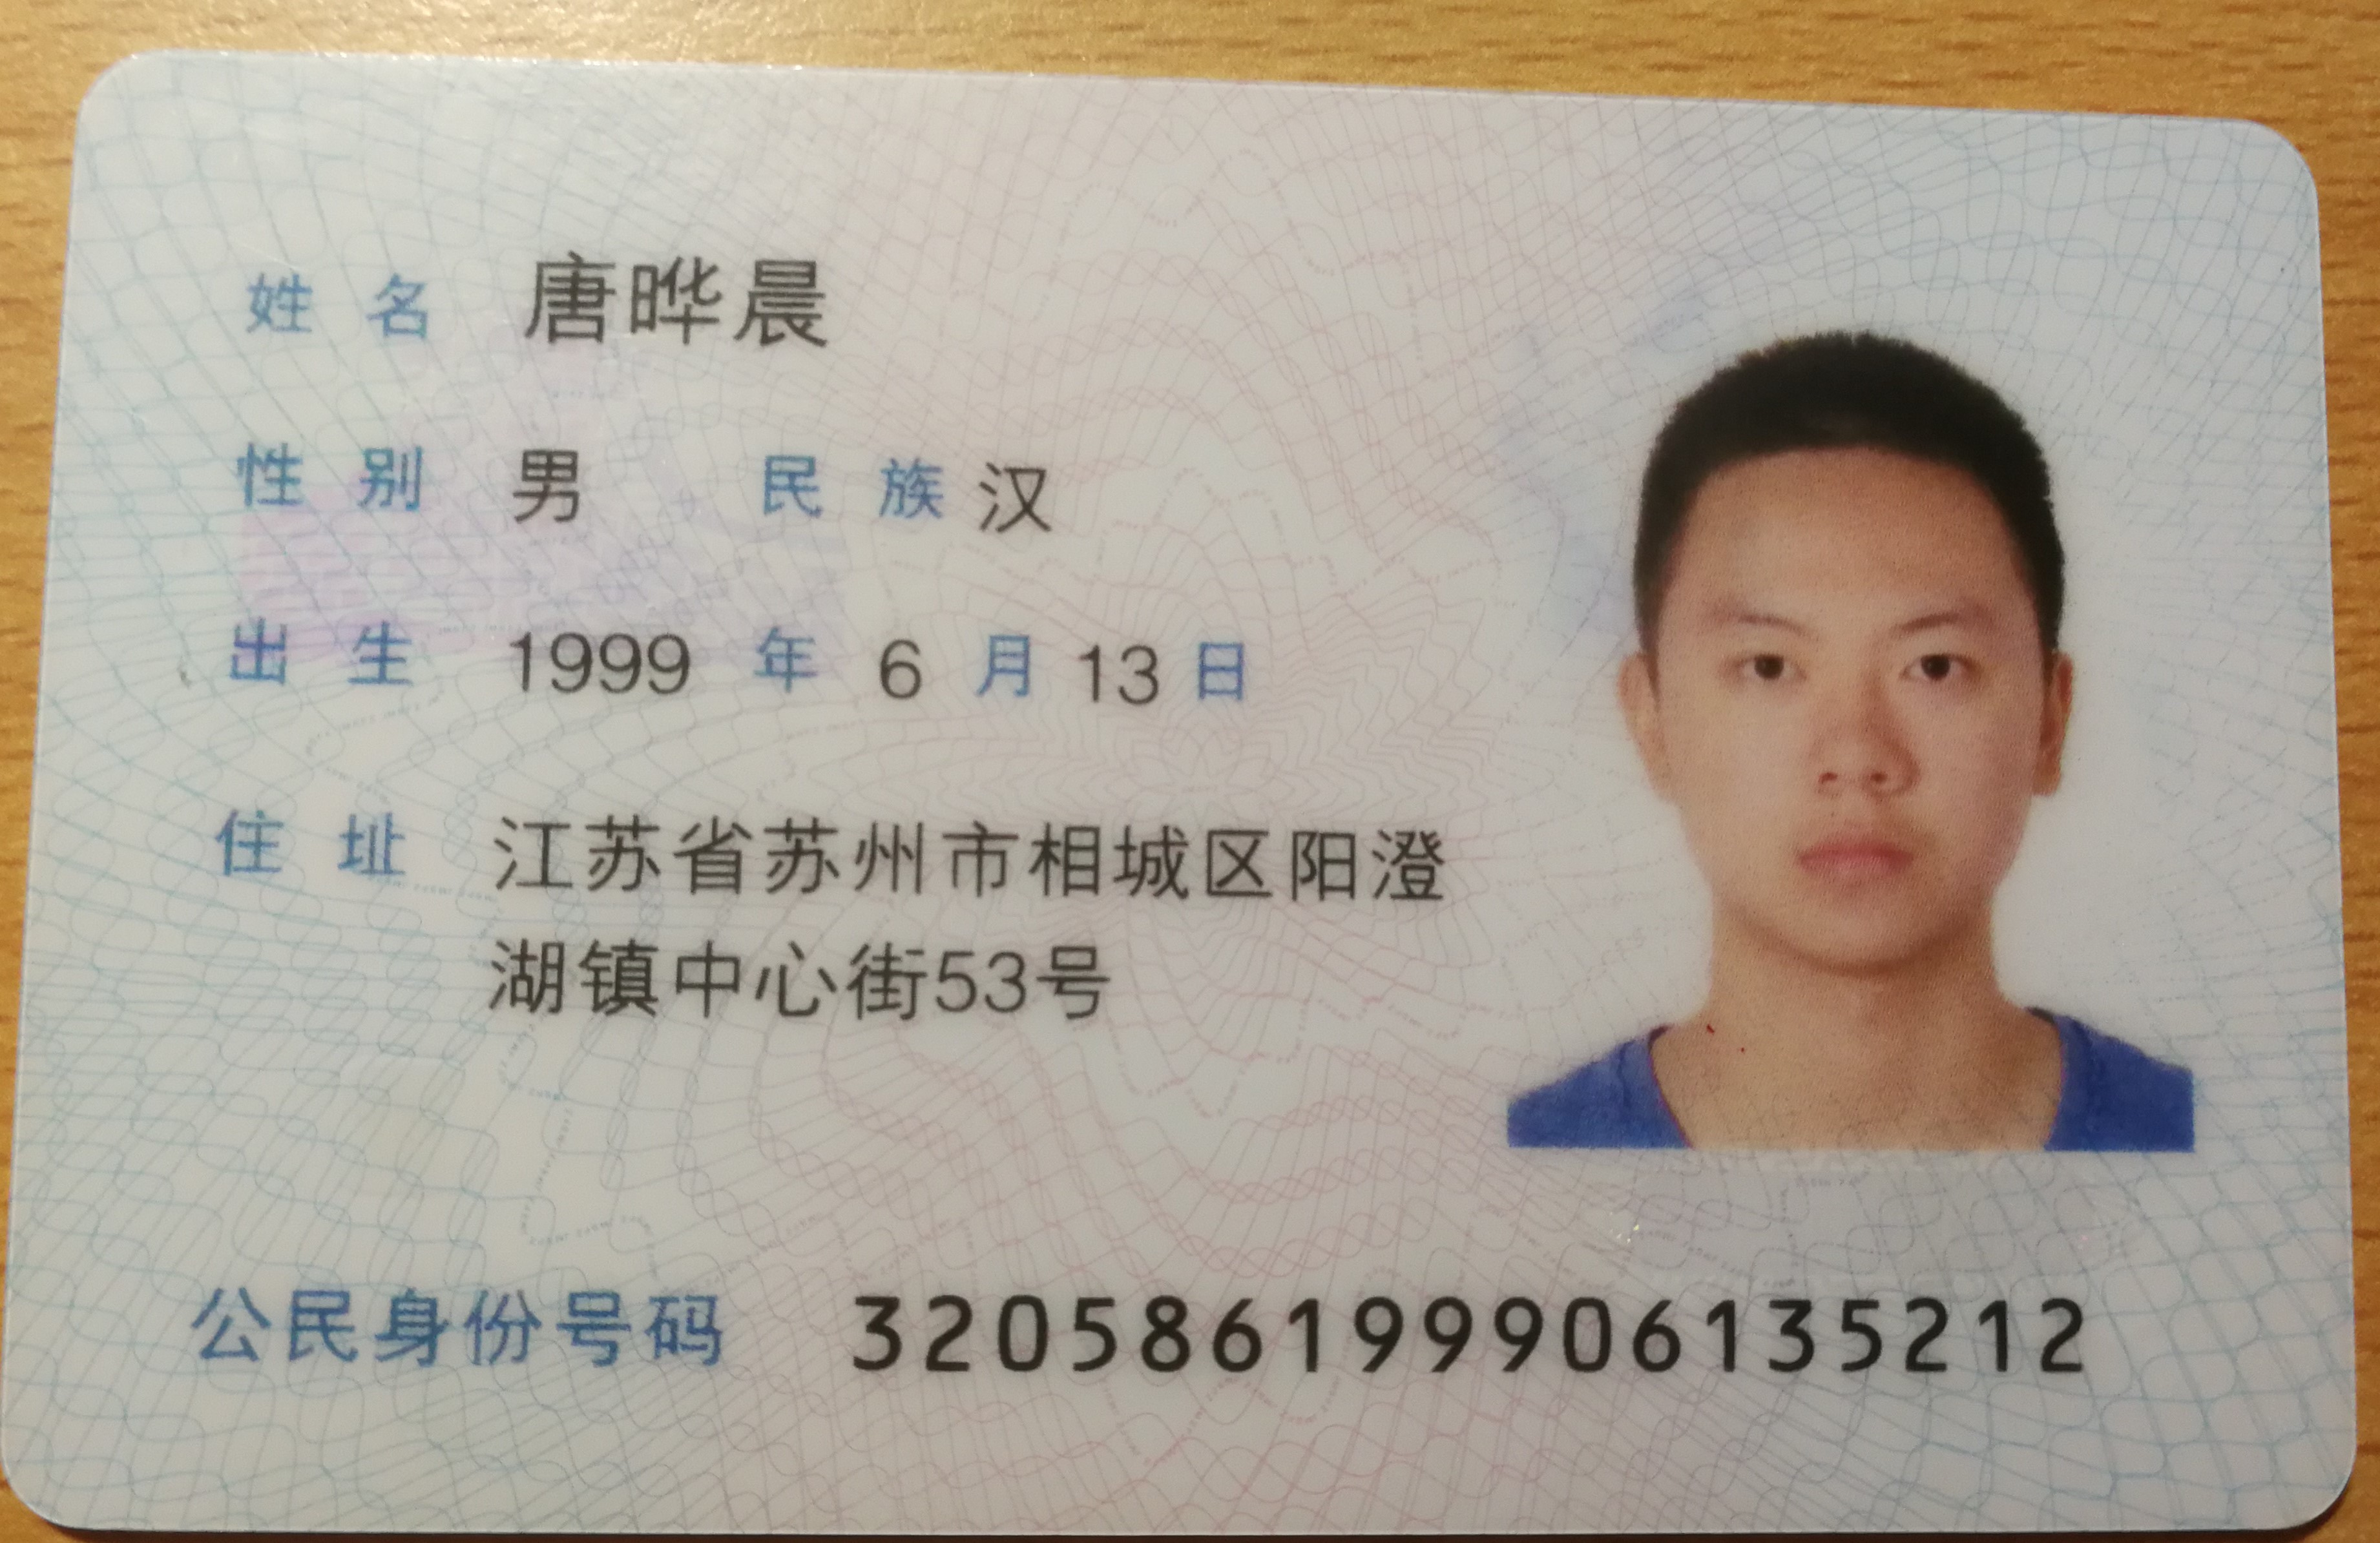 姓名 唐晔晨
性别 男 民族 汉
出生 1999 年 6 月 13 日
住址 江苏省苏州市相城区阳澄
湖镇中心街53号
公民身份号码 320586199906135212